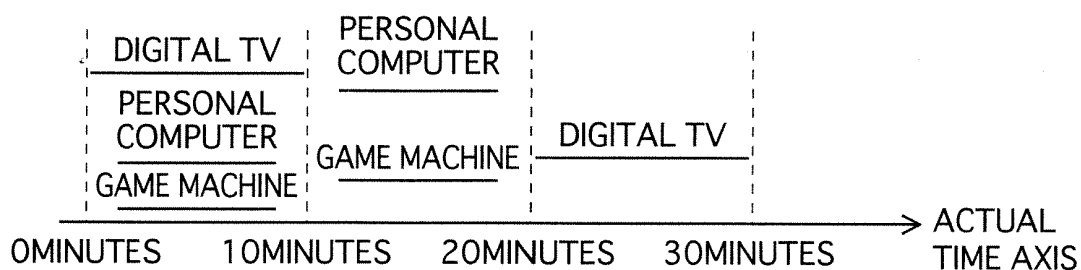 DIGITAL TV
PERSONAL
COMPUTER
GAME MACHINE
PERSONAL
COMPUTER
GAME MACHINE
DIGITAL TV
0MINUTES
10MINUTES
20MINUTES
30MINUTES
ACTUAL
TIME AXIS